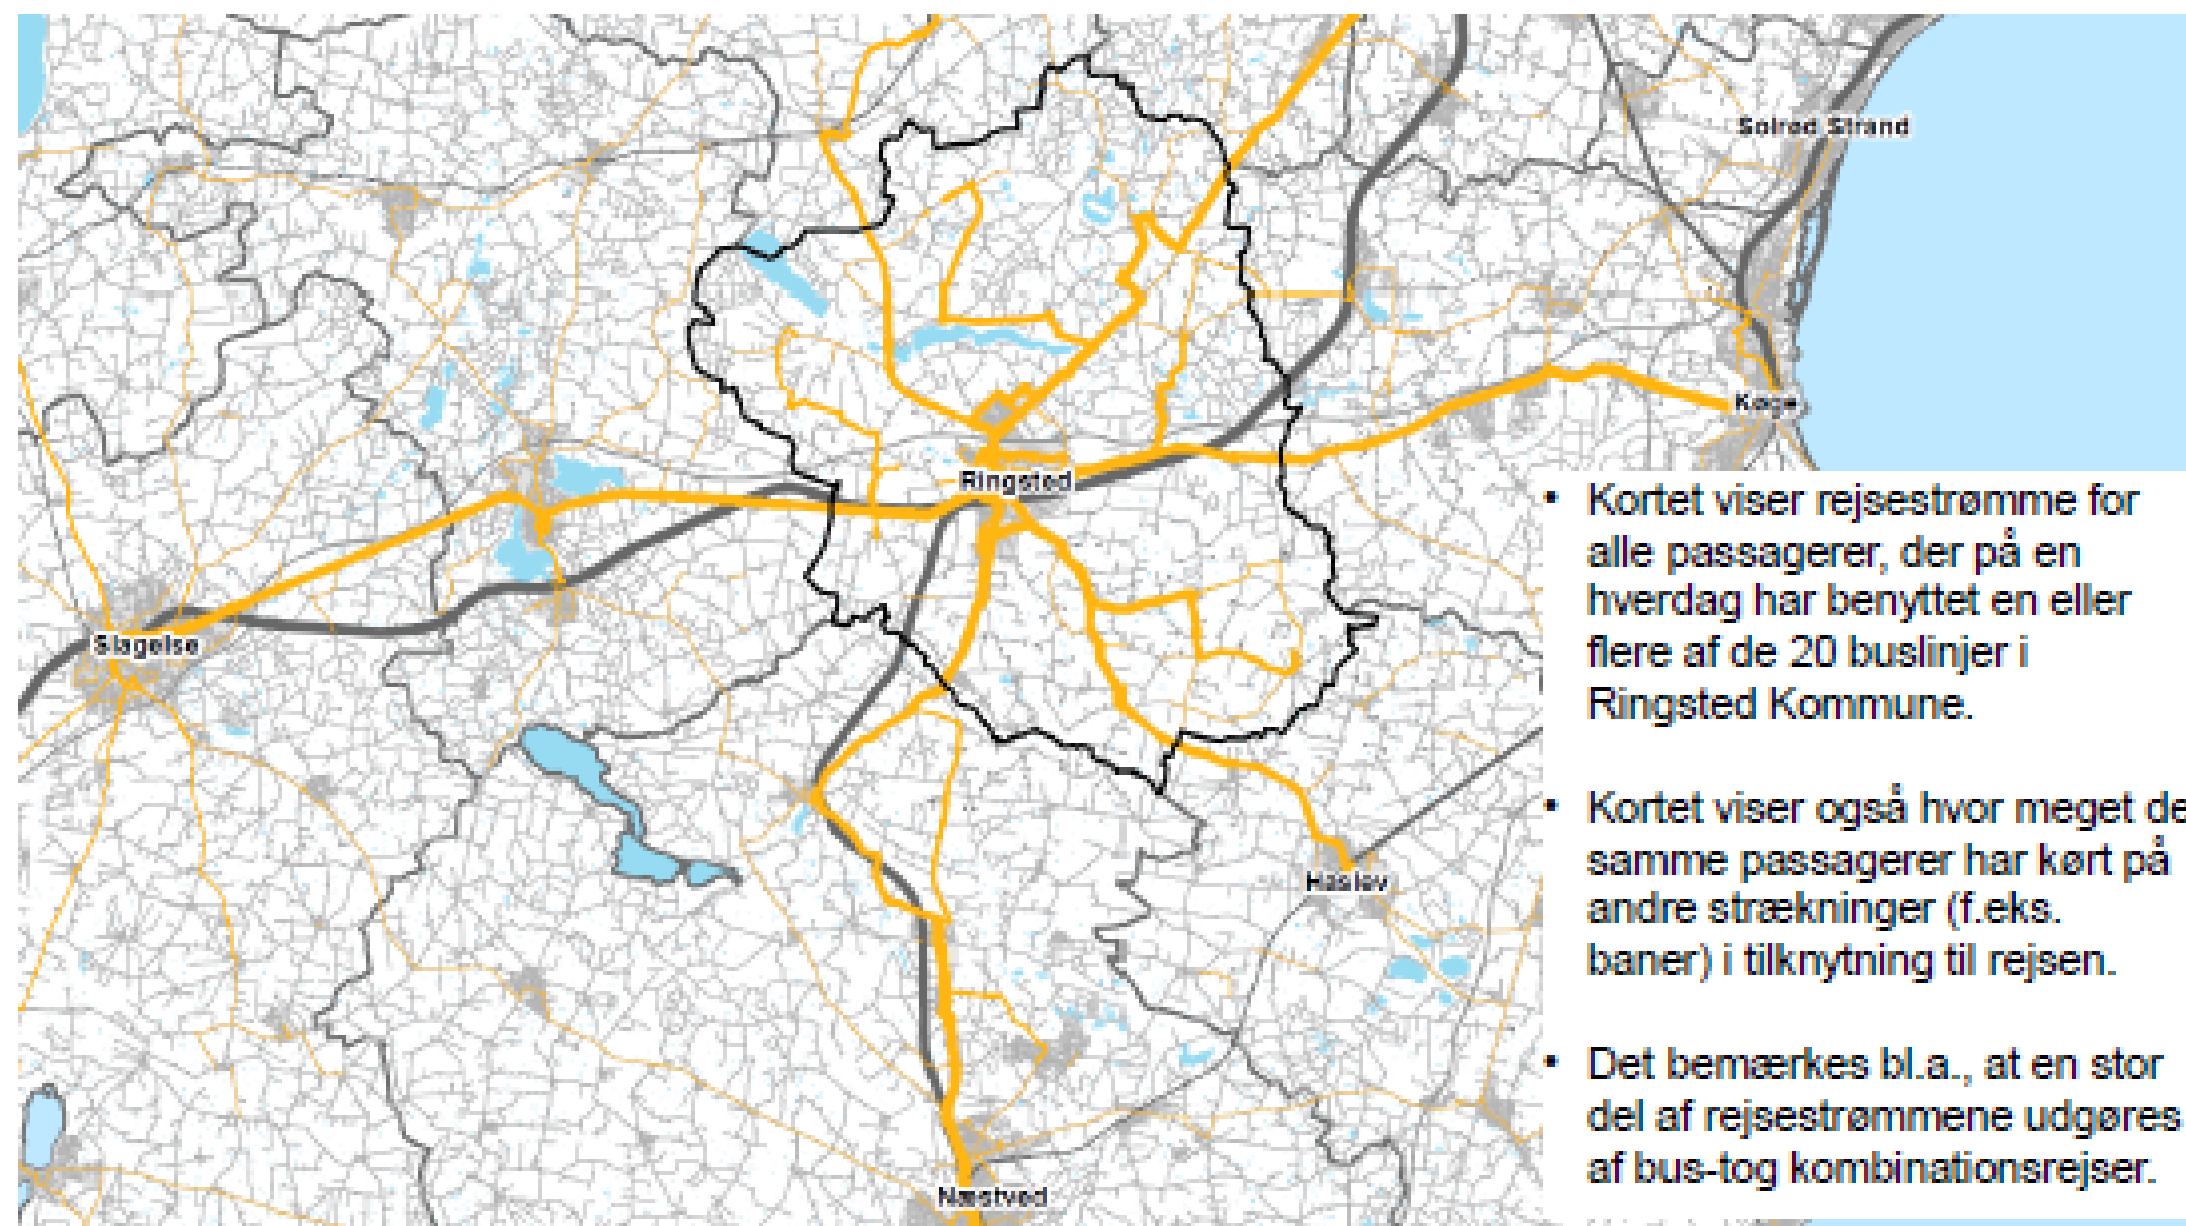 Solrød Strand
Køge
Ringsted
Slagelse
Haslev
Næstved
• Kortet viser rejsestrømme for
alle passagerer, der på en
hverdag har benyttet en eller
flere af de 20 buslinjer i
Ringsted Kommune.
• Kortet viser også hvor meget de
samme passagerer har kørt på
andre strækninger (f.eks.
baner) i tilknytning til rejsen.
• Det bemærkes bl.a., at en stor
del af rejsestrømmene udgøres
af bus-tog kombinationsrejser.